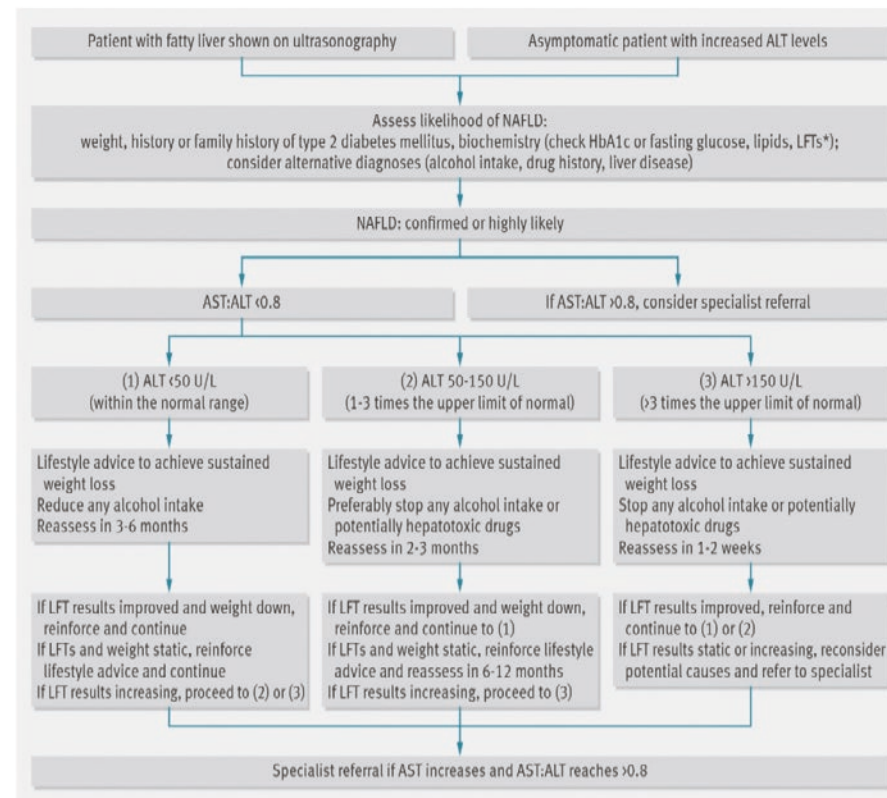 Patient with fatty liver shown on ultrasonography
Asymptomatic patient with increased ALT levels
Assess likelihood of NAFLD:
weight, history or family history of type 2 diabetes mellitus, biochemistry (check HbA1c or fasting glucose, lipids, LFTs*);
consider alternative diagnoses (alcohol intake, drug history, liver disease)
NAFLD: confirmed or highly likely
AST:ALT <0.8
If AST:ALT >0.8, consider specialist referral
(1) ALT <50 U/L
(within the normal range)
(2) ALT 50-150 U/L
(1-3 times the upper limit of normal)
(3) ALT >150 U/L
(>3 times the upper limit of normal)
Lifestyle advice to achieve sustained
weight loss
Reduce any alcohol intake
Reassess in 3-6 months
Lifestyle advice to achieve sustained
weight loss
Preferably stop any alcohol intake or
potentially hepatotoxic drugs
Reassess in 2-3 months
Lifestyle advice to achieve sustained
weight loss
Stop any alcohol intake or potentially
hepatotoxic drugs
Reassess in 1-2 weeks
If LFT results improved and weight down,
reinforce and continue
If LFTs and weight static, reinforce
lifestyle advice and continue
If LFT results increasing, proceed to (2) or (3)
If LFT results improved and weight down,
reinforce and continue to (1)
If LFTs and weight static, reinforce lifestyle
advice and reassess in 6-12 months
If LFT results increasing, proceed to (3)
If LFT results improved, reinforce and
continue to (1) or (2)
If LFT results static or increasing, reconsider
potential causes and refer to specialist
Specialist referral if AST increases and AST:ALT reaches >0.8